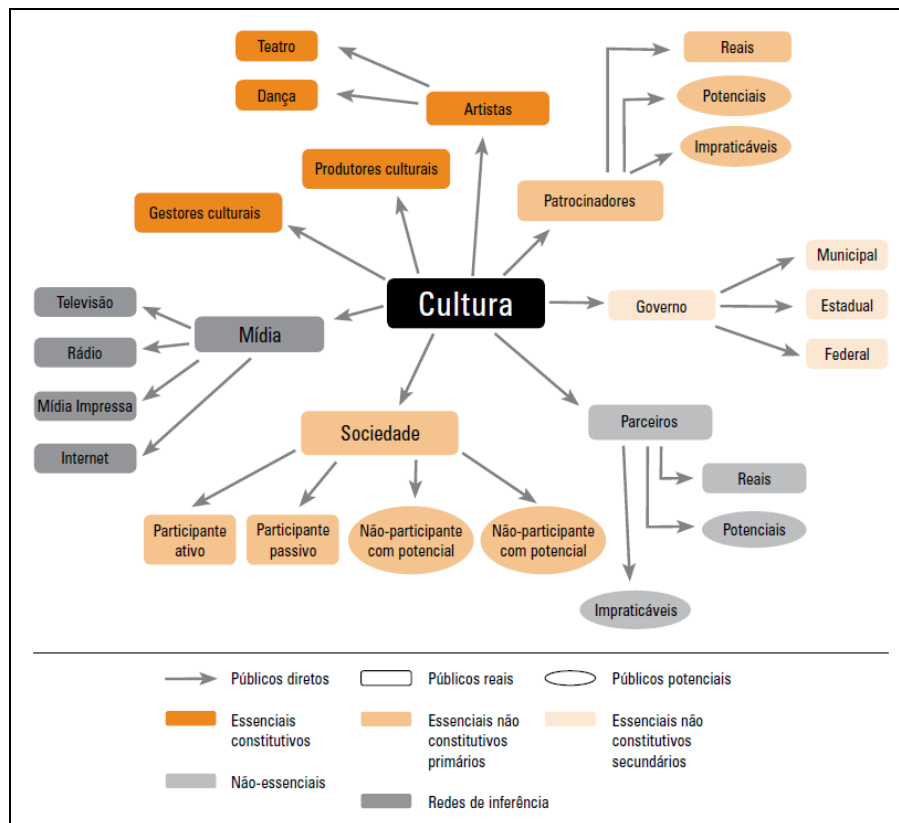 Teatro
Dança
Artistas
Produtores culturais
Gestores culturais
Reais
Potenciais
Impraticáveis
Patrocinadores
Cultura
Municipal
Governo
Estadual
Federal
Televisão
Rádio
Mídia Impressa
Internet
Mídia
Sociedade
Participante
ativo
Participante
passivo
Não-participante
com potencial
Não-participante
com potencial
Parceiros
Reais
Potenciais
Impraticáveis
Públicos diretos
Públicos reais
Públicos potenciais
Essenciais
constitutivos
Essenciais não
constitutivos
primários
Essenciais não
constitutivos
secundários
Não-essenciais
Redes de inferência